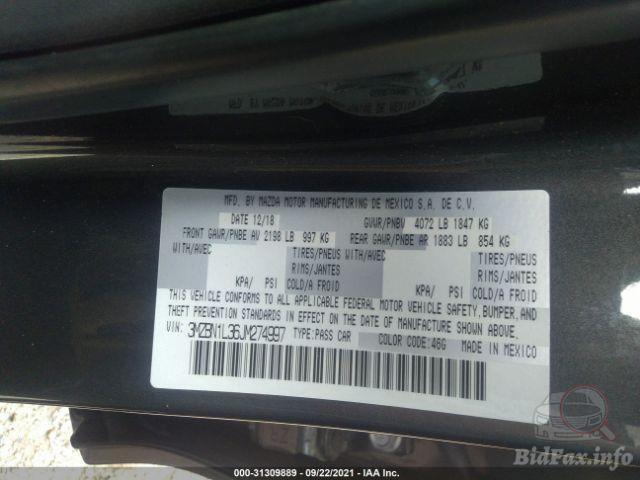 MFD. BY MAZDA MOTOR MANUFACTURING DE MEXICO S.A. DE C.V.
DATE 12/18 GVWR/PNBV 4072 LB 1847 KG
FRONT GAWR/PNBE AV 2198 LB 997 KG REAR GAWR/PNBE AR 1883 LB 854 KG
WITH/AVEC TIRES/PNEUS WITH/AVEC TIRES/PNEUS
RIMS/JANTES RIMS/JANTES
KPA/ PSI COLD/A FROID KPA/ PSI COLD/A FROID
THIS VEHICLE CONFORMS TO ALL APPLICABLE FEDERAL MOTOR VEHICLE SAFETY, BUMPER, AND
THEFT PREVENTION STANDARDS IN EFFECT ON THE DATE OF MANUFACTURE SHOWN ABOVE.
VIN: 3MZBN1L36JM274997 TYPE:PASS CAR COLOR CODE:46G MADE IN MEXICO
000-31309889 - 09/22/2021 - IAA Inc.
BidFax.info